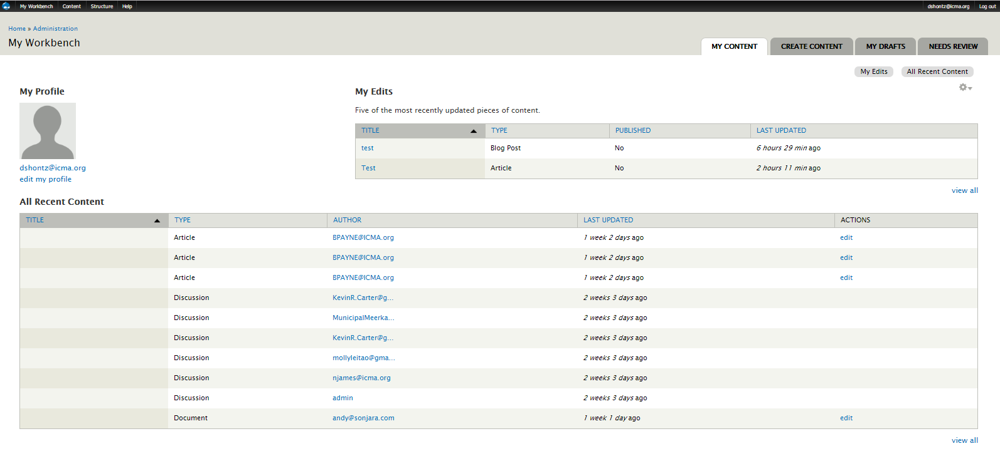 My Workbench Content Structure Help dshontz@icma.org Log out
Home » Administration
My Workbench
MY CONTENT CREATE CONTENT MY DRAFTS NEEDS REVIEW
My Edits All Recent Content
My Profile
dshontz@icma.org
edit my profile
My Edits
Five of the most recently updated pieces of content.
TITLE TYPE PUBLISHED LAST UPDATED
test Blog Post No 6 hours 29 min ago
Test Article No 2 hours 11 min ago
view all
All Recent Content
TITLE TYPE AUTHOR LAST UPDATED ACTIONS
Article BPAYNE@ICMA.org 1 week 2 days ago edit
Article BPAYNE@ICMA.org 1 week 2 days ago edit
Article BPAYNE@ICMA.org 1 week 2 days ago edit
Discussion KevinR.Carter@g... 2 weeks 3 days ago
Discussion MunicipalMeerka... 2 weeks 3 days ago
Discussion KevinR.Carter@g... 2 weeks 3 days ago
Discussion mollyleitao@gma... 2 weeks 3 days ago
Discussion njames@icma.org 2 weeks 3 days ago
Discussion admin 2 weeks 3 days ago
Document andy@sonjara.com 1 week 1 day ago edit
view all